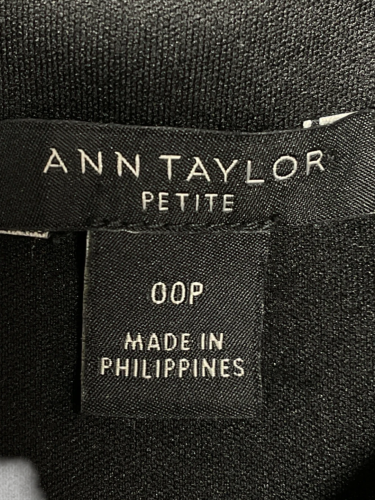 ANN TAYLOR
PETITE
00P
MADE IN
PHILIPPINES